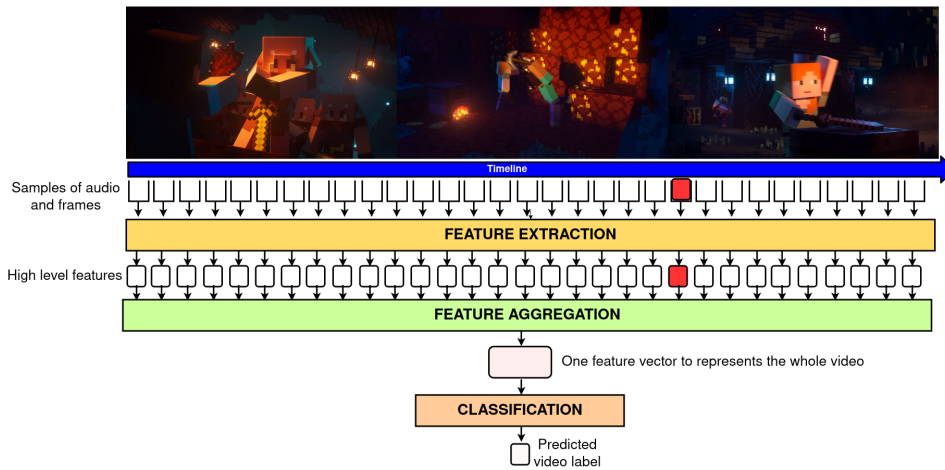 Timeline
Samples of audio
and frames
FEATURE EXTRACTION
High level features
FEATURE AGGREGATION
One feature vector to represents the whole video
CLASSIFICATION
Predicted
video label